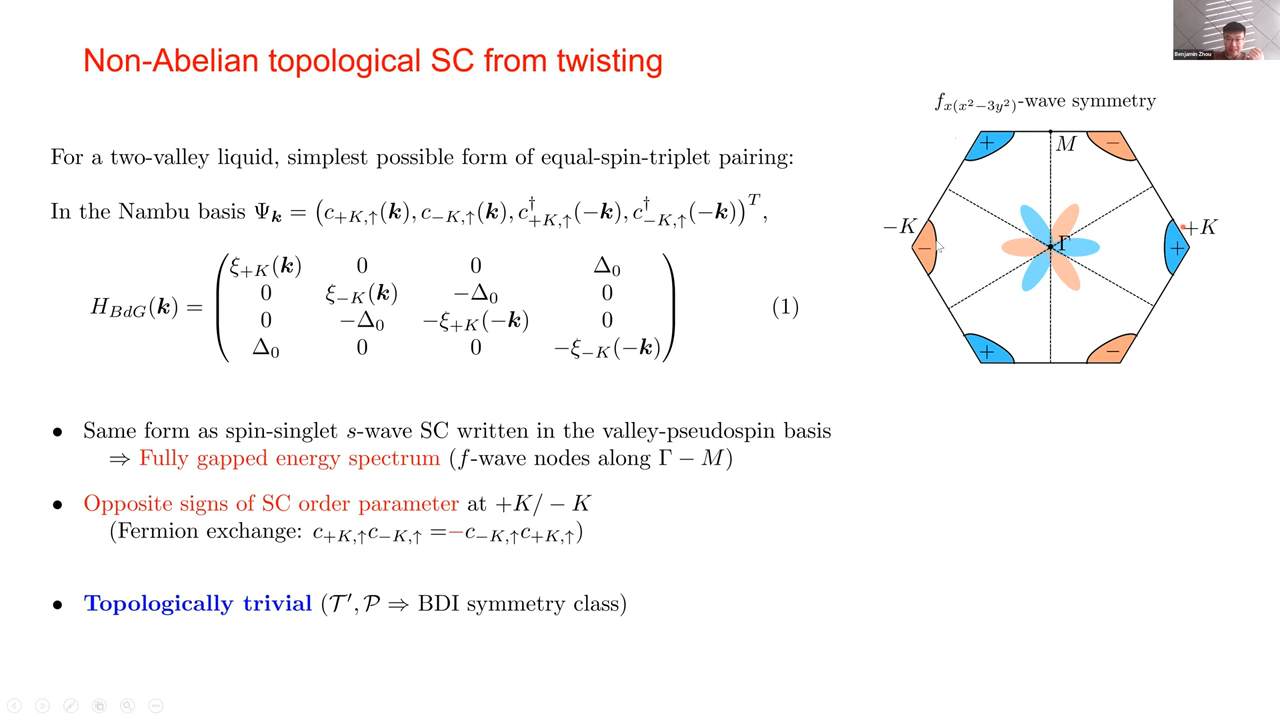 Non-Abelian topological SC from twisting
Benjamin Zhou
For a two-valley liquid, simplest possible form of equal-spin-triplet pairing:
In the Nambu basis Ψ_𝒌 = (c_{+K,↑}(𝒌), c_{−K,↑}(𝒌), c†_{+K,↑}(−𝒌), c†_{−K,↑}(−𝒌))^T,
H_{BdG}(𝒌) =
ξ_{+K}(𝒌) 0 0 Δ_0
0 ξ_{−K}(𝒌) −Δ_0 0
0 −Δ_0 −ξ_{+K}(−𝒌) 0
Δ_0 0 0 −ξ_{−K}(−𝒌)
(1)
f_{x(x²−3y²)}-wave symmetry
+ M −
−K − Γ + +K
+ −
• Same form as spin-singlet s-wave SC written in the valley-pseudospin basis
⇒ Fully gapped energy spectrum (f-wave nodes along Γ − M)
• Opposite signs of SC order parameter at +K/ − K
(Fermion exchange: c_{+K,↑}c_{−K,↑} =−c_{−K,↑}c_{+K,↑})
• Topologically trivial (𝒯′, 𝒫 ⇒ BDI symmetry class)